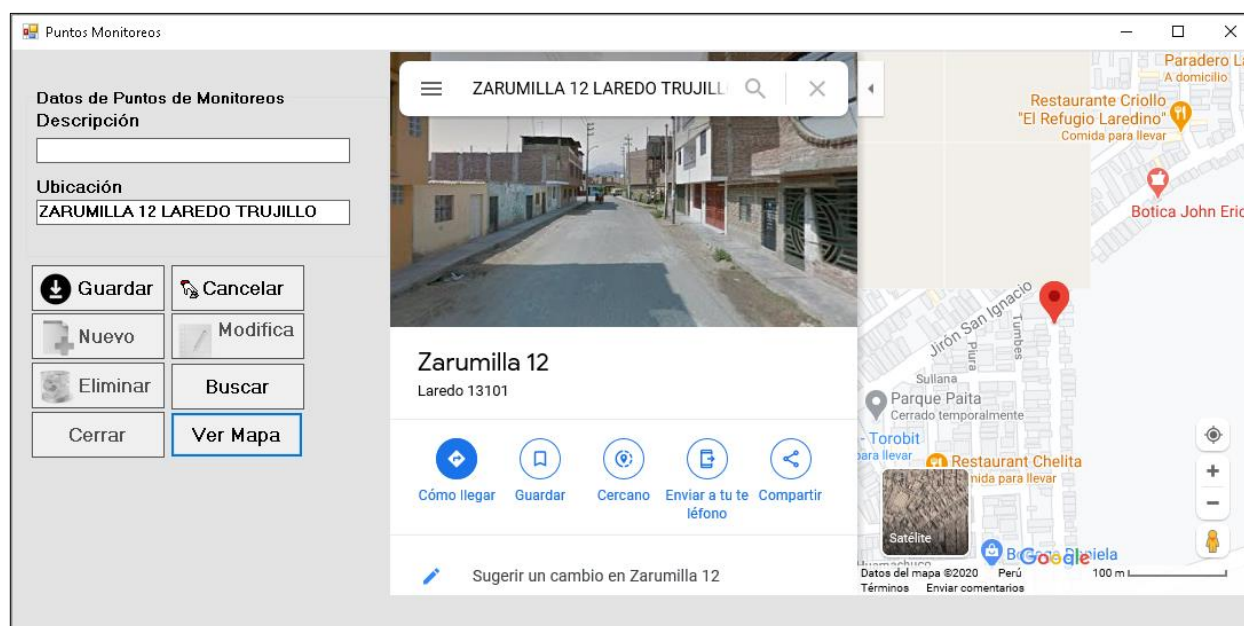 Puntos Monitoreos
Datos de Puntos de Monitoreos
Descripción
Ubicación
ZARUMILLA 12 LAREDO TRUJILLO
Guardar
Cancelar
Nuevo
Modifica
Eliminar
Buscar
Cerrar
Ver Mapa
ZARUMILLA 12 LAREDO TRUJILL
Zarumilla 12
Laredo 13101
Cómo llegar
Guardar
Cercano
Enviar a tu te
léfono
Compartir
Sugerir un cambio en Zarumilla 12
Paradero La
A domicilio
Restaurante Criollo
"El Refugio Laredino"
Comida para llevar
Botica John Eric
Jirón San Ignacio
Tumbes
Piura
Sullana
Parque Paita
Cerrado temporalmente
- Torobit
para llevar
Restaurant Chelita
mida para llevar
Satélite
Google
Datos del mapa ©2020 Perú 100 m
Términos Enviar comentarios